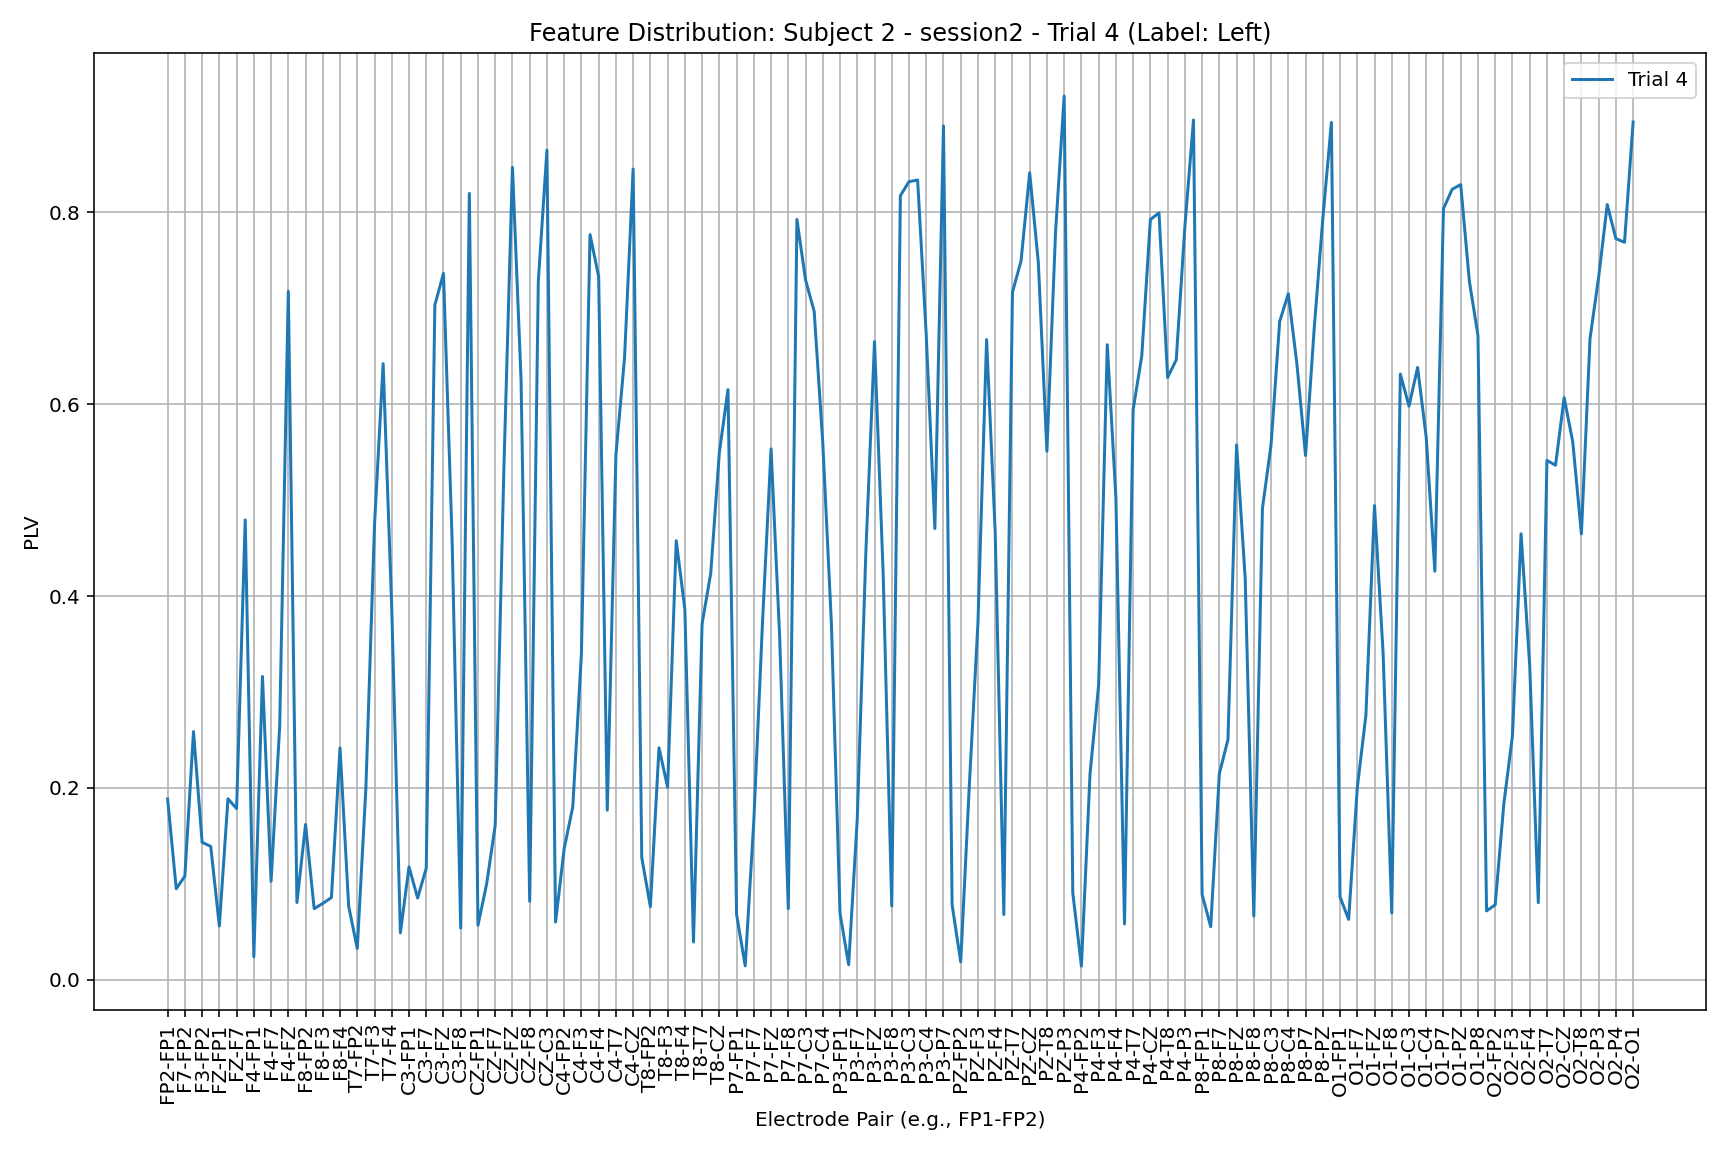 Feature Distribution: Subject 2 - session2 - Trial 4 (Label: Left)
Trial 4
PLV
0.8
0.6
0.4
0.2
0.0
FP2-FP1
F7-FP2
F3-FP2
FZ-FP1
FZ-F7
F4-FP1
F4-F7
F4-FZ
F8-FP2
F8-F3
F8-F4
T7-FP2
T7-F3
T7-F4
C3-FP1
C3-F7
C3-FZ
C3-F8
CZ-FP1
CZ-F7
CZ-FZ
CZ-F8
CZ-C3
C4-FP2
C4-F3
C4-F4
C4-T7
C4-CZ
T8-FP2
T8-F3
T8-F4
T8-T7
T8-CZ
P7-FP1
P7-F7
P7-FZ
P7-F8
P7-C3
P7-C4
P3-FP1
P3-F7
P3-FZ
P3-F8
P3-C3
P3-C4
P3-P7
PZ-FP2
PZ-F3
PZ-F4
PZ-T7
PZ-CZ
PZ-T8
PZ-P3
P4-FP2
P4-F3
P4-F4
P4-T7
P4-CZ
P4-T8
P4-P3
P8-FP1
P8-F7
P8-FZ
P8-F8
P8-C3
P8-C4
P8-P7
P8-PZ
O1-FP1
O1-F7
O1-FZ
O1-F8
O1-C3
O1-C4
O1-P7
O1-PZ
O1-P8
O2-FP2
O2-F3
O2-F4
O2-T7
O2-CZ
O2-T8
O2-P3
O2-P4
O2-O1
Electrode Pair (e.g., FP1-FP2)